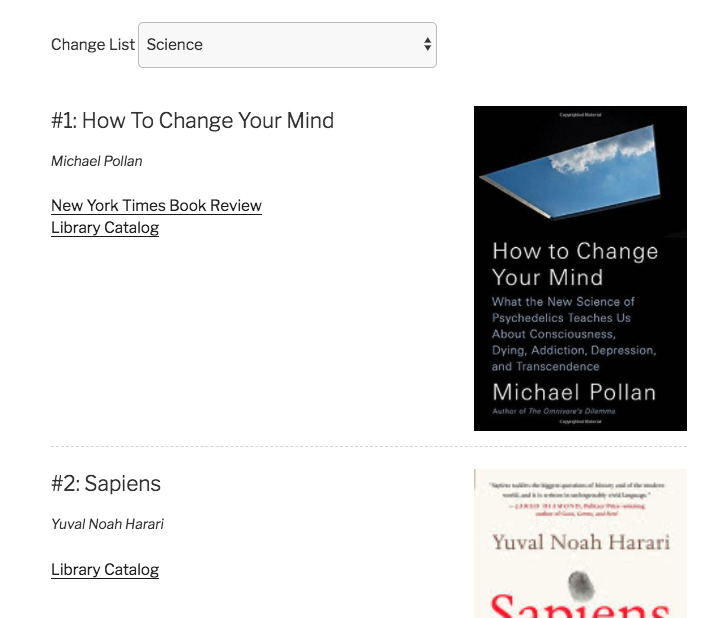 Change List Science
#1: How To Change Your Mind
Michael Pollan
New York Times Book Review
Library Catalog
Copyrighted Material
How to Change
Your Mind
What the New Science of
Psychedelics Teaches Us
About Consciousness,
Dying, Addiction, Depression,
and Transcendence
Michael Pollan
Author of The Omnivore's Dilemma
Copyrighted Material
#2: Sapiens
Yuval Noah Harari
Library Catalog
"Sapiens tackles the biggest questions of history and of the modern
world, and it is written in unforgettably vivid language."
—JARED DIAMOND, Pulitzer Prize–winning
author of Guns, Germs, and Steel
Yuval Noah Harari
Sapiens